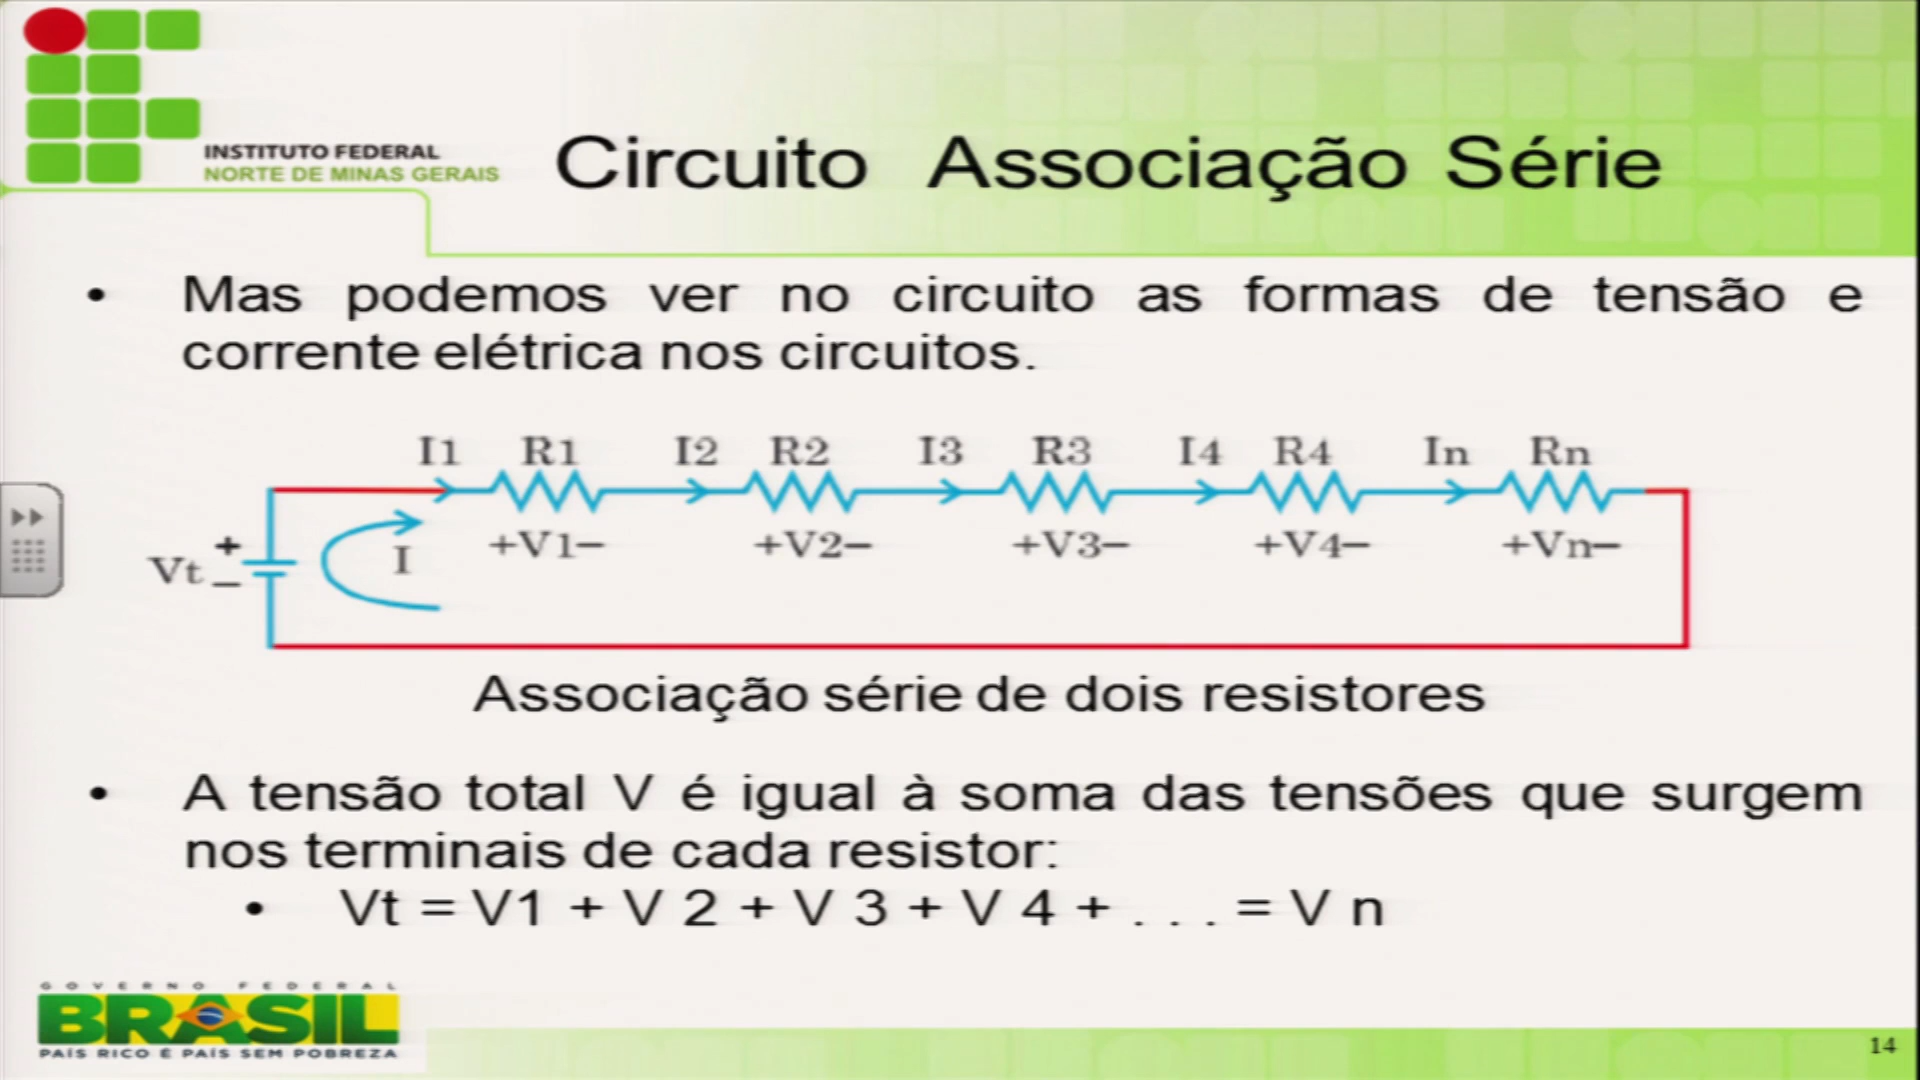 INSTITUTO FEDERAL
NORTE DE MINAS GERAIS
Circuito Associação Série
• Mas podemos ver no circuito as formas de tensão e
corrente elétrica nos circuitos.
I1 R1 I2 R2 I3 R3 I4 R4 In Rn
Vt + − I +V1− +V2− +V3− +V4− +Vn−
Associação série de dois resistores
• A tensão total V é igual à soma das tensões que surgem
nos terminais de cada resistor:
• Vt = V1 + V 2 + V 3 + V 4 + . . . = V n
GOVERNO FEDERAL
BRASIL
PAÍS RICO É PAÍS SEM POBREZA
14